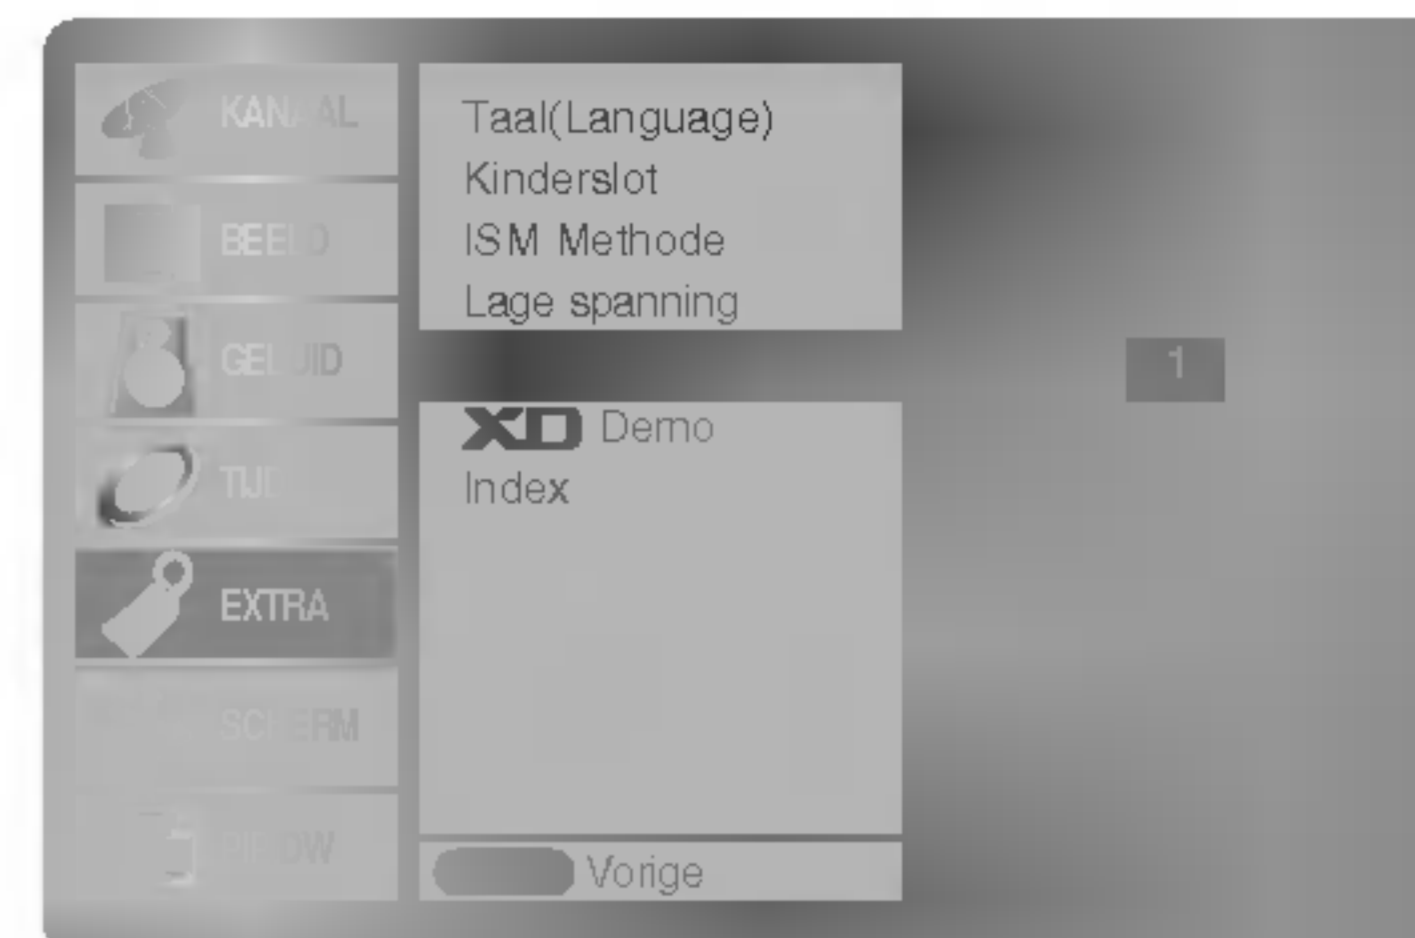 KANAAL
BEELD
GELUID
TIJD
EXTRA
SCHERM
Taal(Language)
Kinderslot
ISM Methode
Lage spanning
XD Demo
Index
Vorige
1